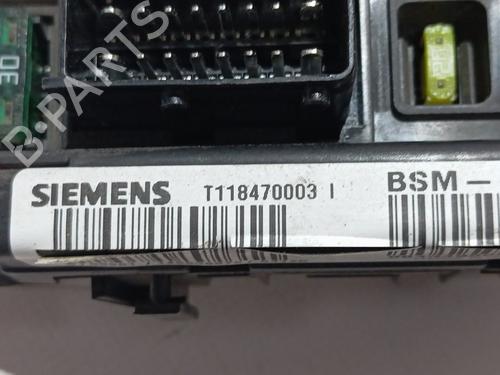 B-PARTS
SIEMENS T118470003 I BSM-